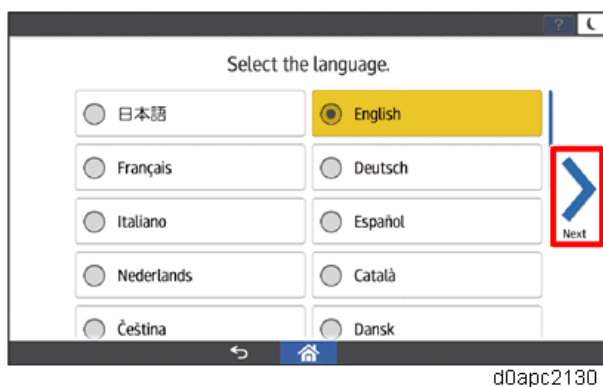 ?
Select the language.
日本語
English
Français
Deutsch
Italiano
Español
Next
Nederlands
Català
Čeština
Dansk
d0apc2130